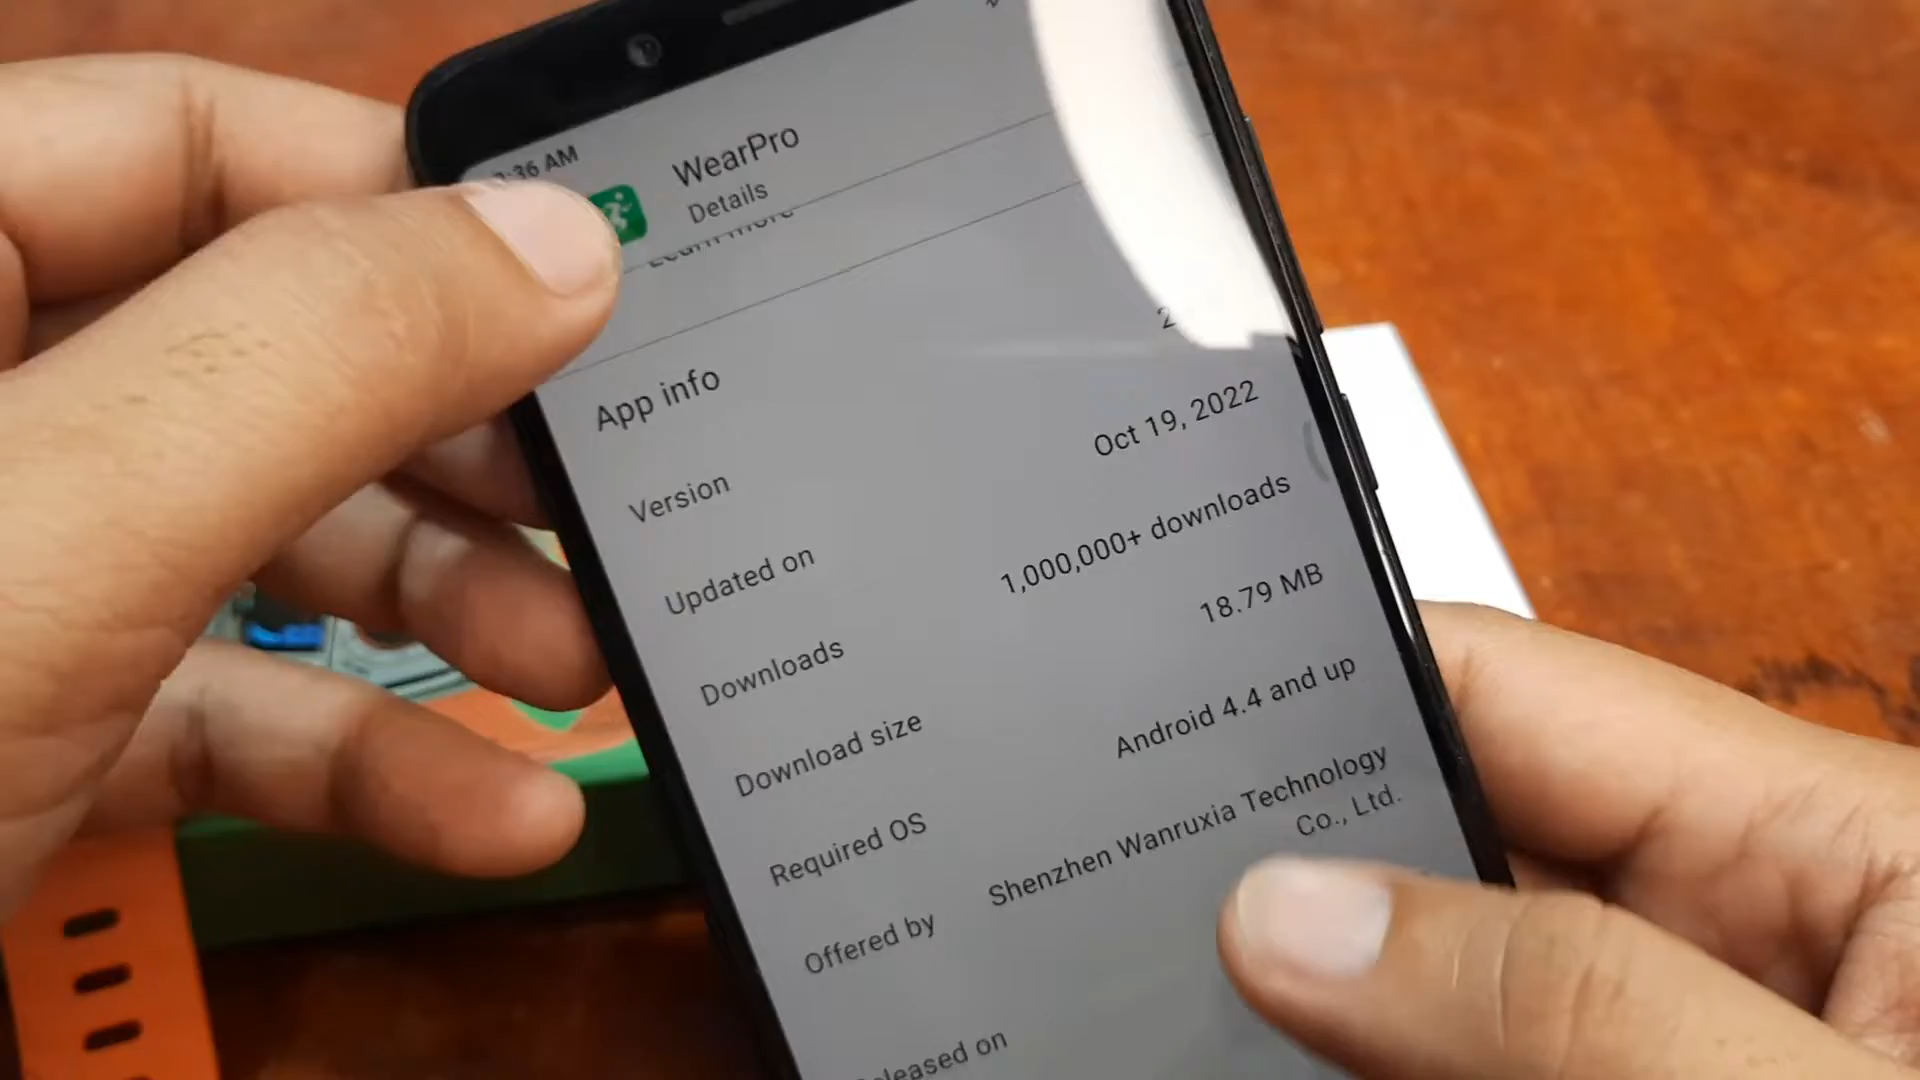 :36 AM
WearPro
Details
Learn more
App info
Version
2
Updated on
Oct 19, 2022
Downloads
1,000,000+ downloads
Download size
18.79 MB
Required OS
Android 4.4 and up
Offered by
Shenzhen Wanruxia Technology
Co., Ltd.
eleased on